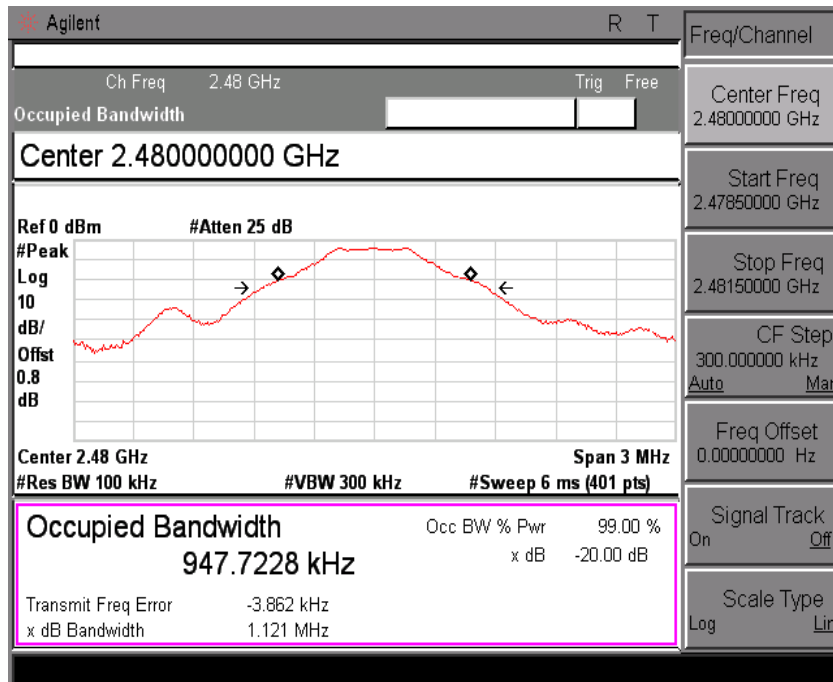 Agilent R T
Ch Freq 2.48 GHz Trig Free
Occupied Bandwidth
Center 2.480000000 GHz
Ref 0 dBm #Atten 25 dB
#Peak
Log
10
dB/
Offst
0.8
dB
Center 2.48 GHz Span 3 MHz
#Res BW 100 kHz #VBW 300 kHz #Sweep 6 ms (401 pts)
Occupied Bandwidth Occ BW % Pwr 99.00 %
947.7228 kHz x dB -20.00 dB
Transmit Freq Error -3.862 kHz
x dB Bandwidth 1.121 MHz
Freq/Channel
Center Freq
2.48000000 GHz
Start Freq
2.47850000 GHz
Stop Freq
2.48150000 GHz
CF Step
300.000000 kHz
Auto Man
Freq Offset
0.00000000 Hz
Signal Track
On Off
Scale Type
Log Lin